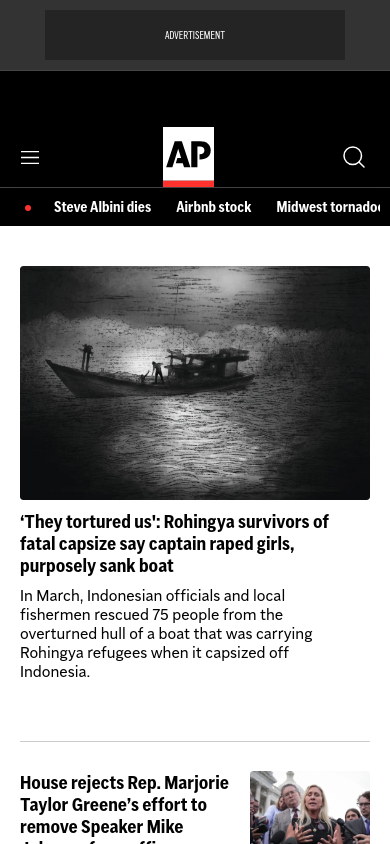 ADVERTISEMENT
AP
Steve Albini dies Airbnb stock Midwest
‘They tortured us': Rohingya survivors of
fatal capsize say captain raped girls,
purposely sank boat
In March, Indonesian officials and local
fishermen rescued 75 people from the
overturned hull of a boat that was carrying
Rohingya refugees when it capsized off
Indonesia.
House rejects Rep. Marjorie
Taylor Greene’s effort to
remove Speaker Mike